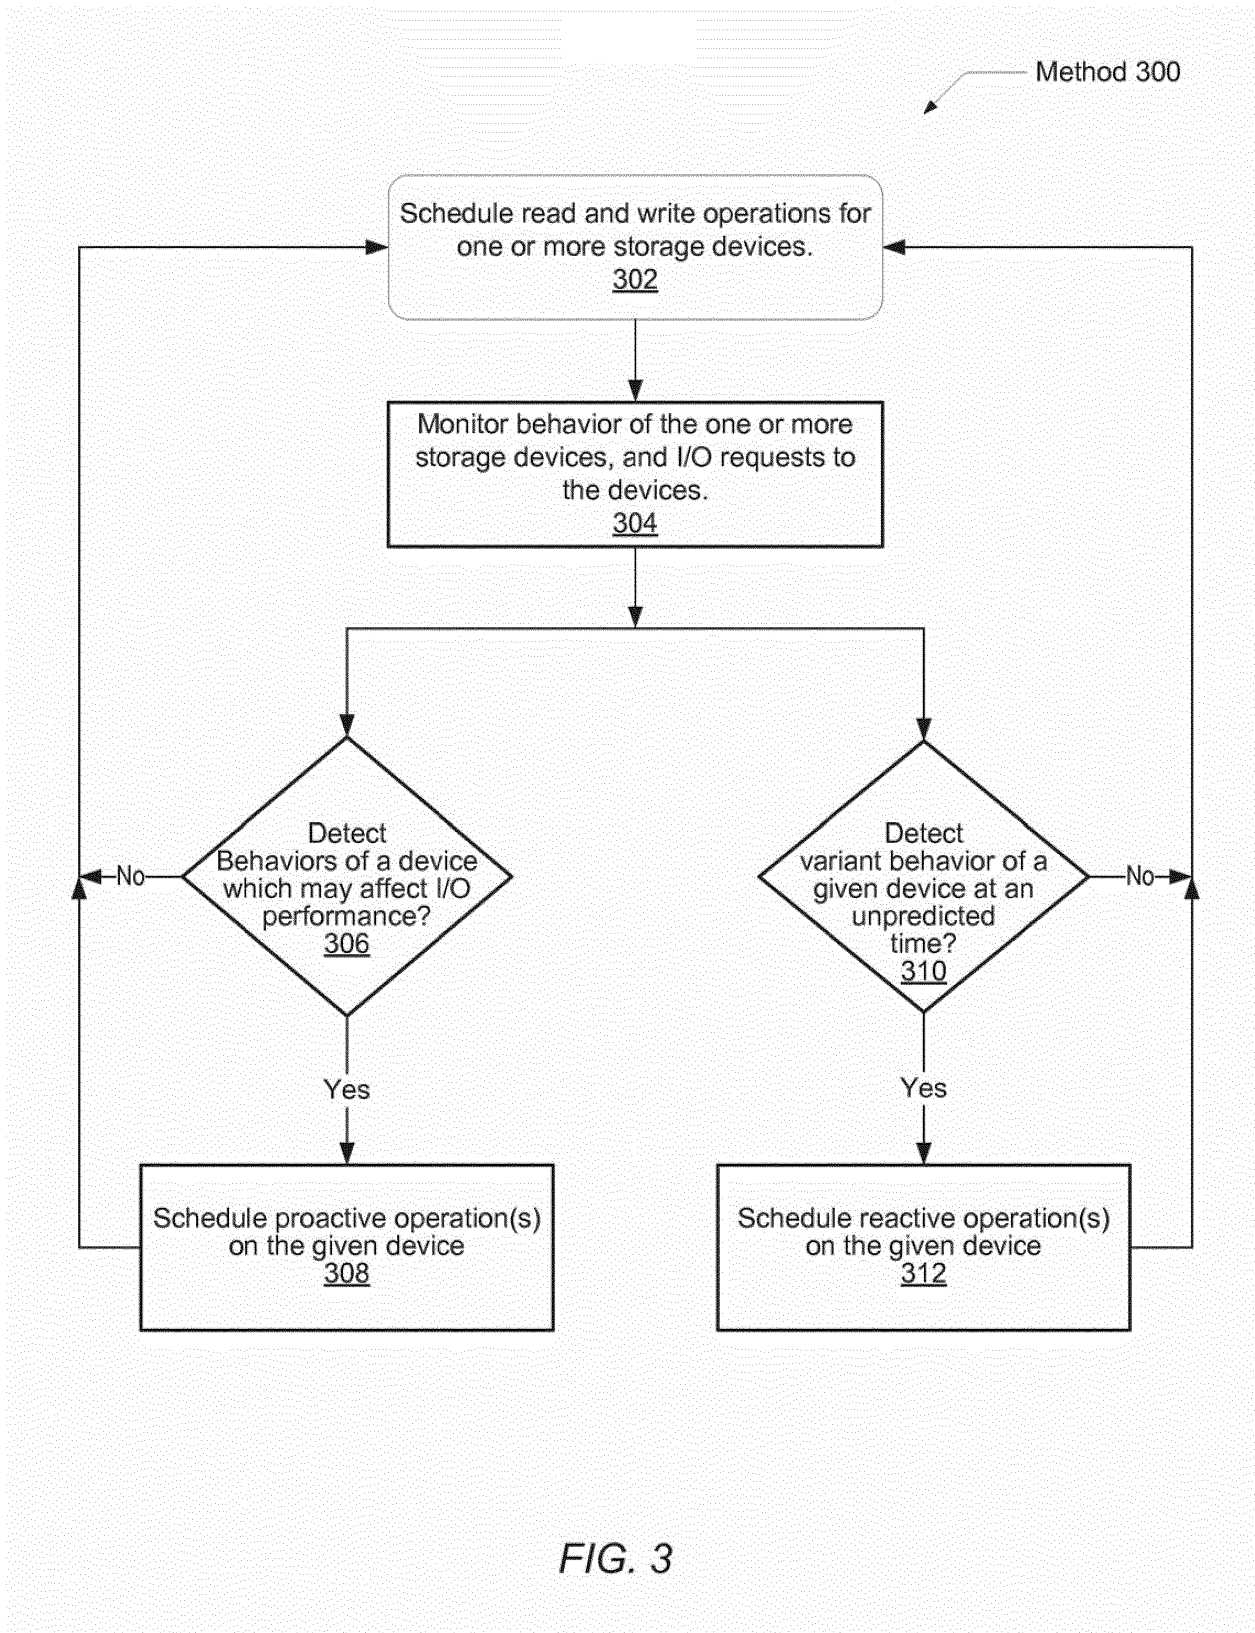 Method 300
Schedule read and write operations for
one or more storage devices.
302
Monitor behavior of the one or more
storage devices, and I/O requests to
the devices.
304
Detect
Behaviors of a device
which may affect I/O
performance?
306
No
Yes
Detect
variant behavior of a
given device at an
unpredicted
time?
310
No
Yes
Schedule proactive operation(s)
on the given device
308
Schedule reactive operation(s)
on the given device
312
FIG. 3